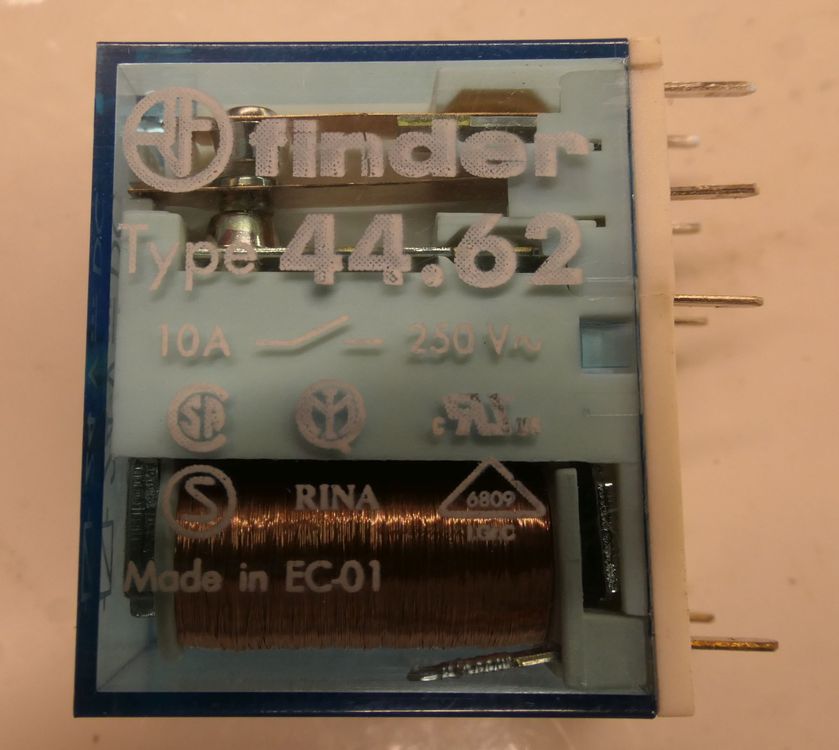 finder
Type 44.62
10A 250 V~
RINA 6809
Made in EC-01